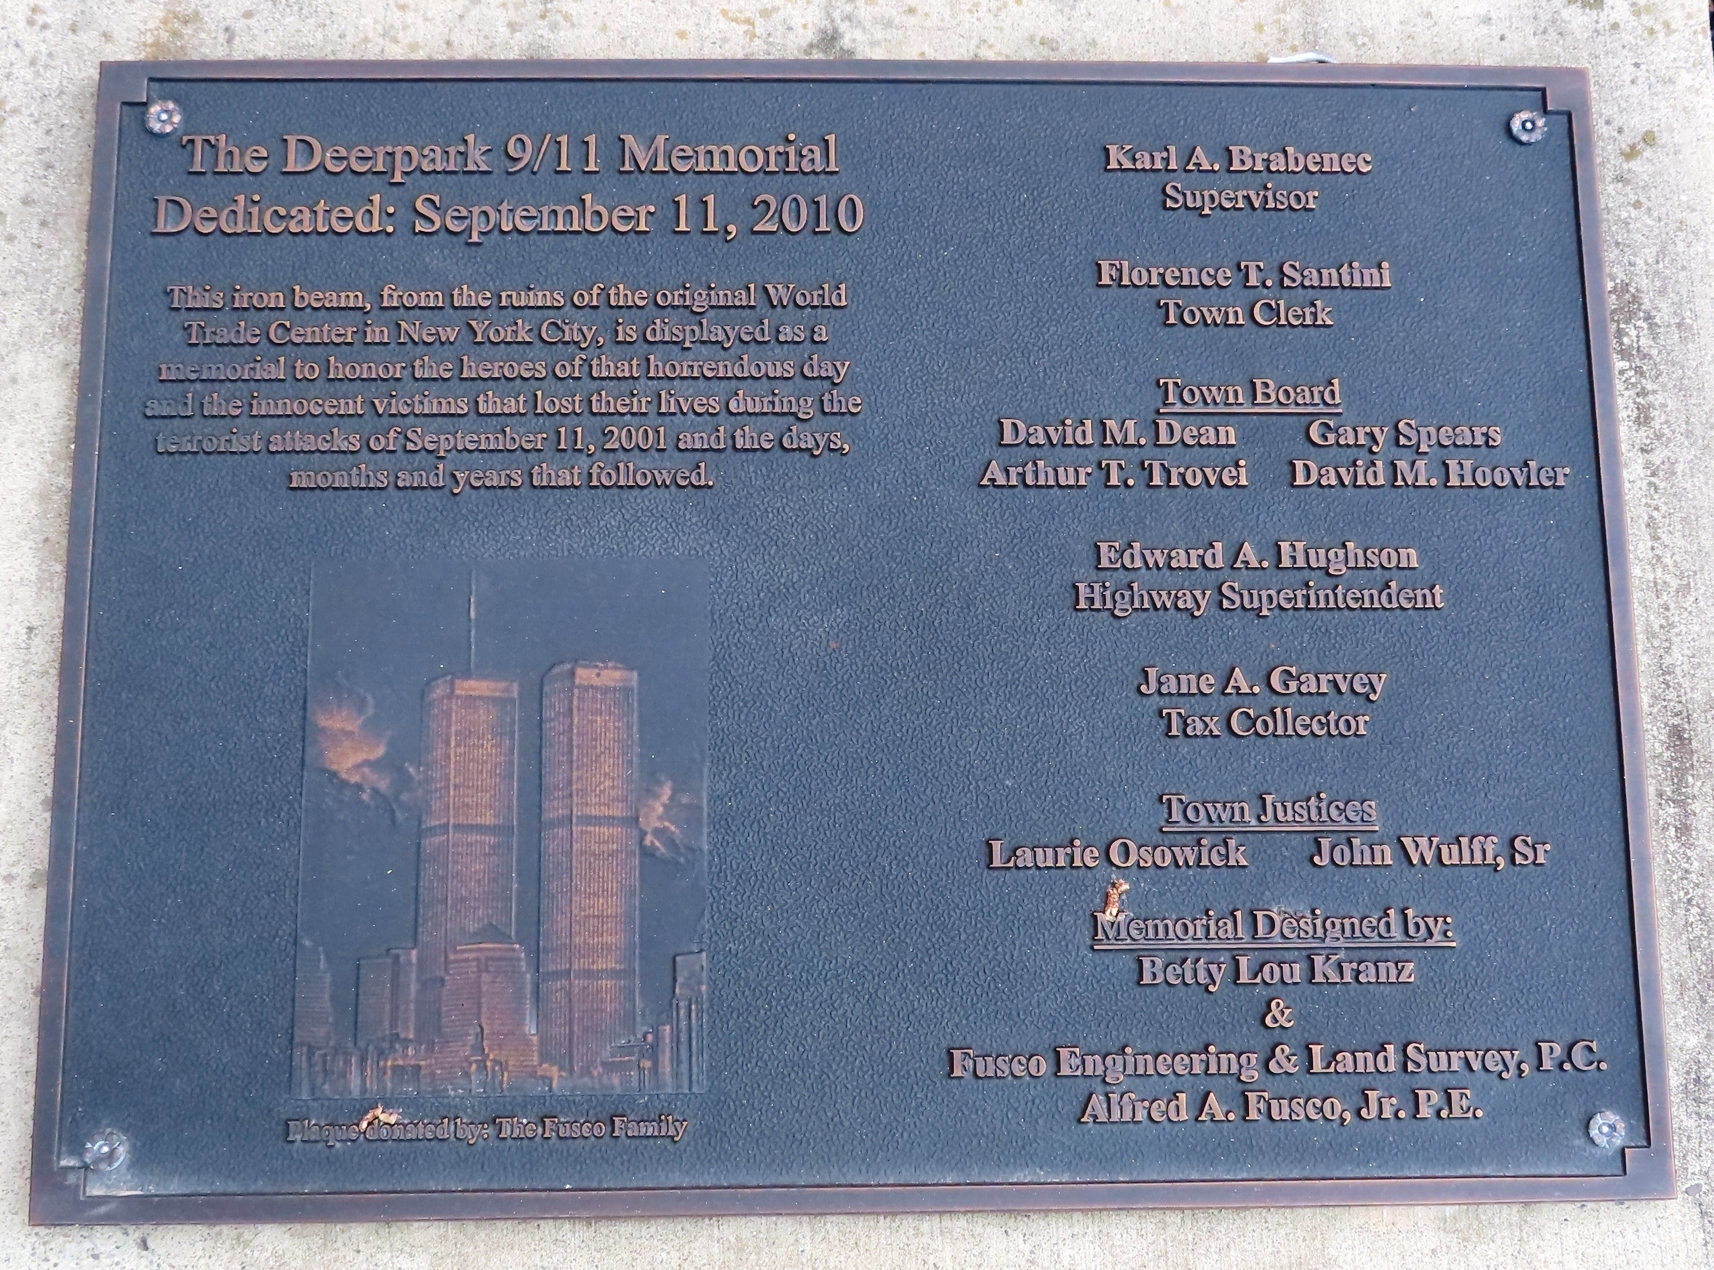 The Deerpark 9/11 Memorial
Dedicated: September 11, 2010
This iron beam, from the ruins of the original World
Trade Center in New York City, is displayed as a
memorial to honor the heroes of that horrendous day
and the innocent victims that lost their lives during the
terrorist attacks of September 11, 2001 and the days,
months and years that followed.
Plaque donated by: The Fusco Family
Karl A. Brabenec
Supervisor
Florence T. Santini
Town Clerk
Town Board
David M. Dean Gary Spears
Arthur T. Trovei David M. Hoovler
Edward A. Hughson
Highway Superintendent
Jane A. Garvey
Tax Collector
Town Justices
Laurie Osowick John Wulff, Sr
Memorial Designed by:
Betty Lou Kranz
&
Fusco Engineering & Land Survey, P.C.
Alfred A. Fusco, Jr. P.E.